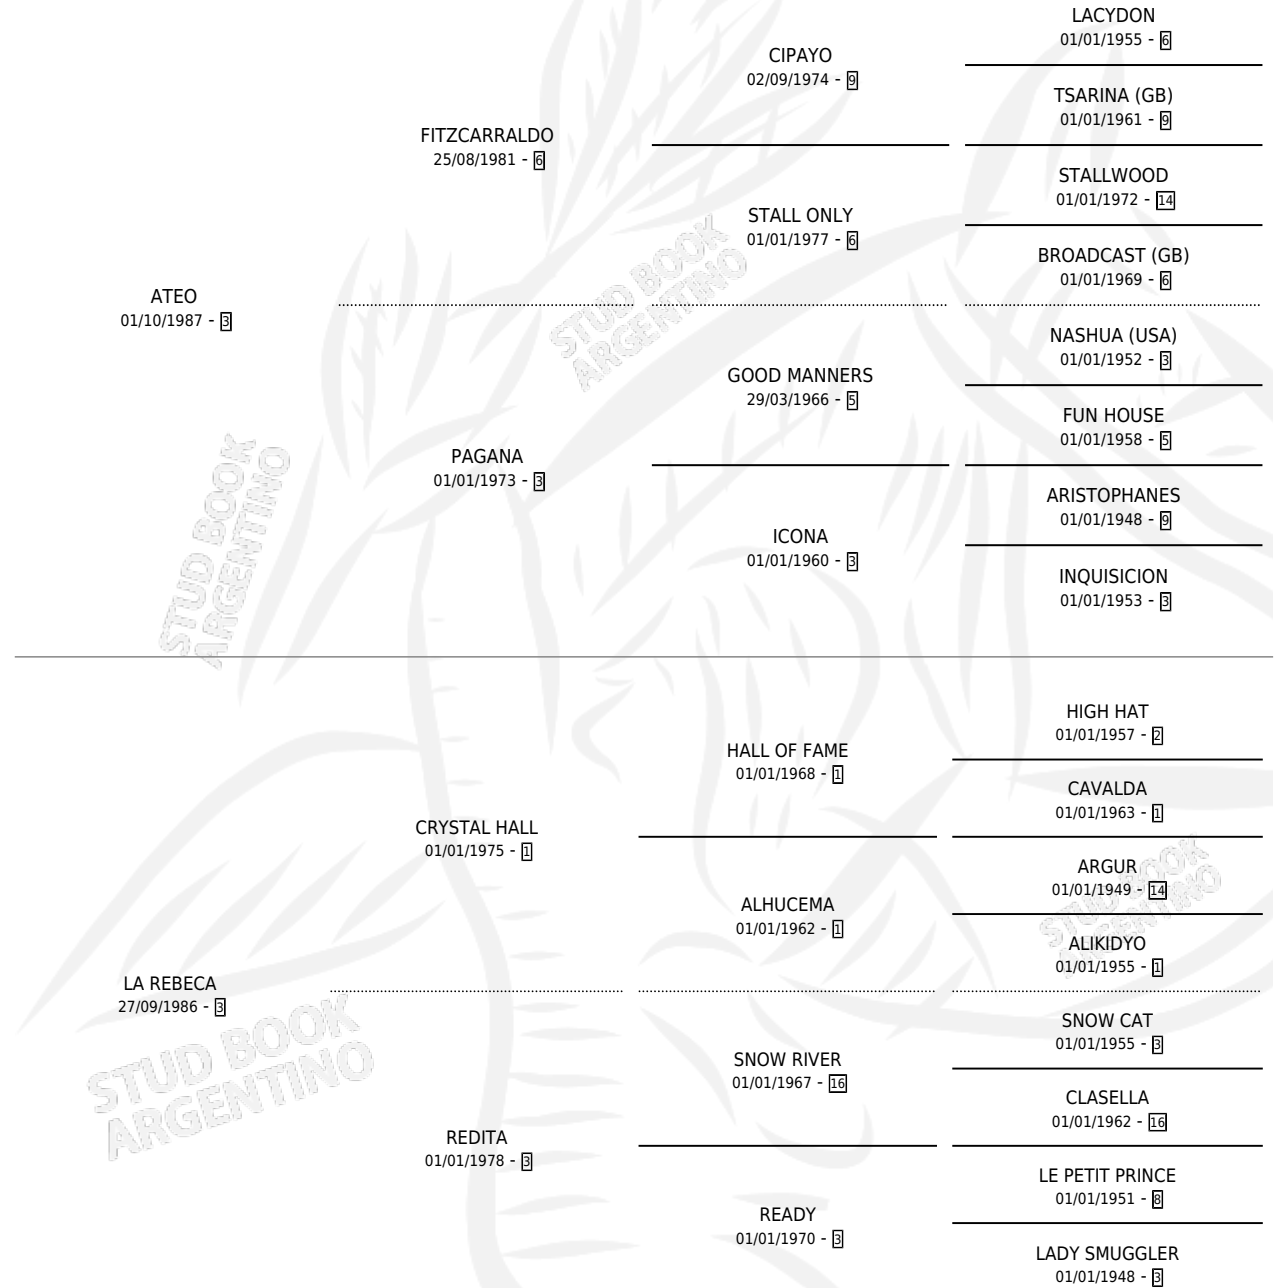 LACYDON
01/01/1955 - 6
CIPAYO
02/09/1974 - 9
TSARINA (GB)
01/01/1961 - 9
FITZCARRALDO
25/08/1981 - 6
STALLWOOD
01/01/1972 - 14
STALL ONLY
01/01/1977 - 6
BROADCAST (GB)
01/01/1969 - 6
ATEO
01/10/1987 - 3
NASHUA (USA)
01/01/1952 - 3
GOOD MANNERS
29/03/1966 - 5
FUN HOUSE
01/01/1958 - 5
PAGANA
01/01/1973 - 3
ARISTOPHANES
01/01/1948 - 9
ICONA
01/01/1960 - 3
INQUISICION
01/01/1953 - 3
HIGH HAT
01/01/1957 - 2
HALL OF FAME
01/01/1968 - 1
CAVALDA
01/01/1963 - 1
CRYSTAL HALL
01/01/1975 - 1
ARGUR
01/01/1949 - 14
ALHUCEMA
01/01/1962 - 1
ALIKIDYO
01/01/1955 - 1
LA REBECA
27/09/1986 - 3
SNOW CAT
01/01/1955 - 3
SNOW RIVER
01/01/1967 - 16
CLASELLA
01/01/1962 - 16
REDITA
01/01/1978 - 3
LE PETIT PRINCE
01/01/1951 - 8
READY
01/01/1970 - 3
LADY SMUGGLER
01/01/1948 - 3
STUD BOOK
ARGENTINO
STUD BOOK
ARGENTINO
STUD BOOK
ARGENTINO
STUD BOOK
ARGENTINO